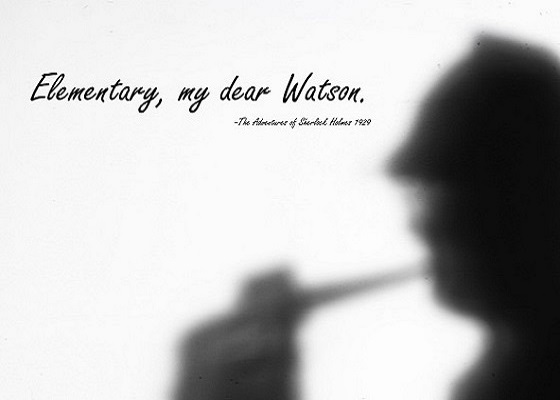 Elementary, my dear Watson.
-The Adventures of Sherlock Holmes 1929